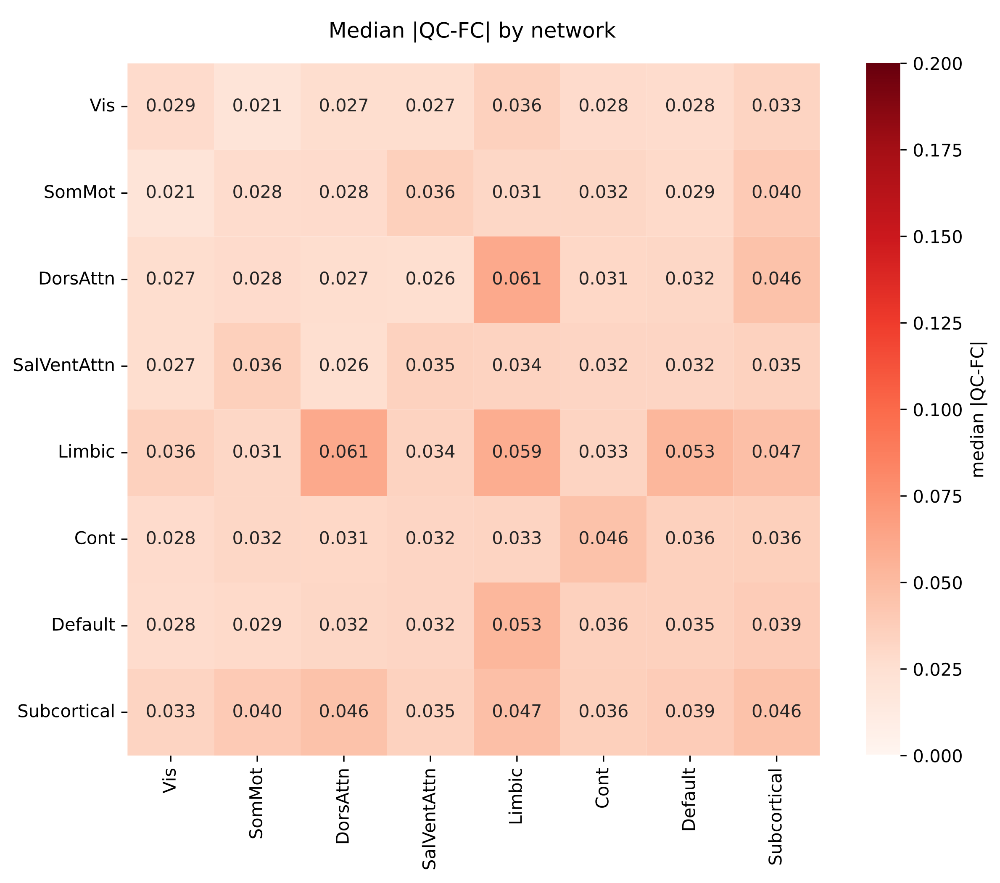 Median |QC-FC| by network
Vis 0.029 0.021 0.027 0.027 0.036 0.028 0.028 0.033
SomMot 0.021 0.028 0.028 0.036 0.031 0.032 0.029 0.040
DorsAttn 0.027 0.028 0.027 0.026 0.061 0.031 0.032 0.046
SalVentAttn 0.027 0.036 0.026 0.035 0.034 0.032 0.032 0.035
Limbic 0.036 0.031 0.061 0.034 0.059 0.033 0.053 0.047
Cont 0.028 0.032 0.031 0.032 0.033 0.046 0.036 0.036
Default 0.028 0.029 0.032 0.032 0.053 0.036 0.035 0.039
Subcortical 0.033 0.040 0.046 0.035 0.047 0.036 0.039 0.046
Vis SomMot DorsAttn SalVentAttn Limbic Cont Default Subcortical
0.200
0.175
0.150
0.125
0.100
0.075
0.050
0.025
0.000
median |QC-FC|